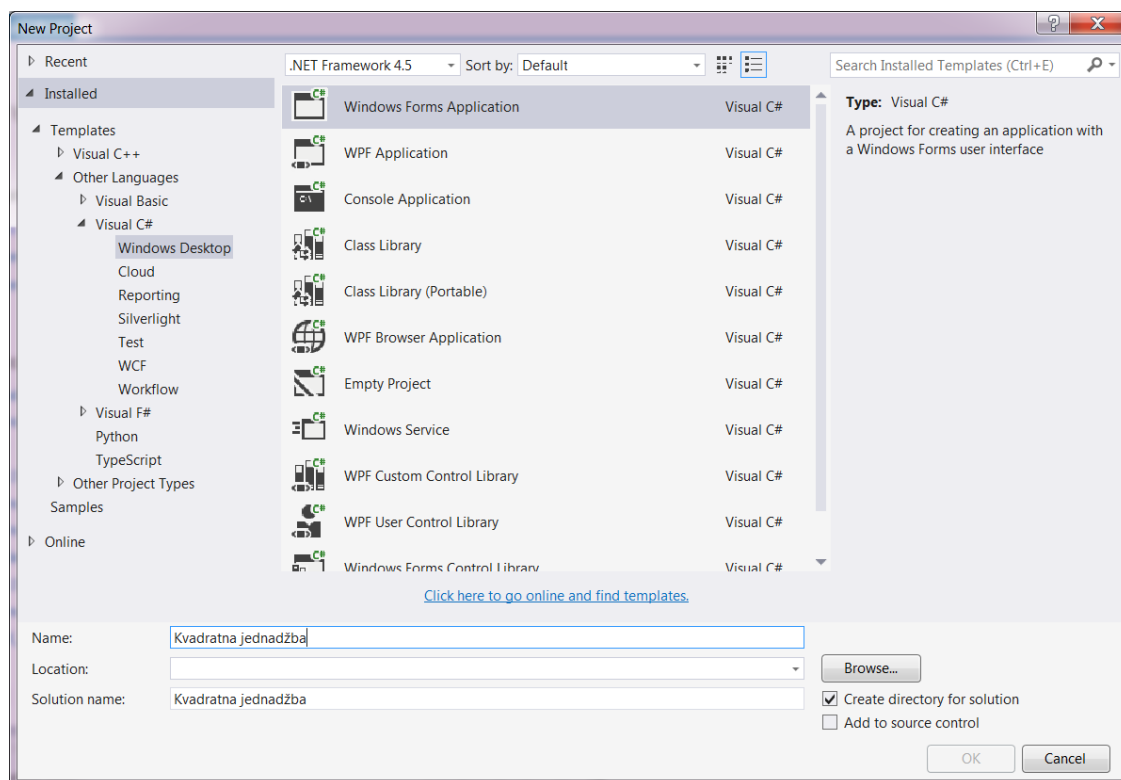 New Project
Recent
Installed
Templates
Visual C++
Other Languages
Visual Basic
Visual C#
Windows Desktop
Cloud
Reporting
Silverlight
Test
WCF
Workflow
Visual F#
Python
TypeScript
Other Project Types
Samples
Online
.NET Framework 4.5 Sort by: Default
Windows Forms Application Visual C#
WPF Application Visual C#
Console Application Visual C#
Class Library Visual C#
Class Library (Portable) Visual C#
WPF Browser Application Visual C#
Empty Project Visual C#
Windows Service Visual C#
WPF Custom Control Library Visual C#
WPF User Control Library Visual C#
Windows Forms Control Library Visual C#
Click here to go online and find templates.
Search Installed Templates (Ctrl+E)
Type: Visual C#
A project for creating an application with
a Windows Forms user interface
Name: Kvadratna jednadžba
Location:
Browse...
Solution name: Kvadratna jednadžba
Create directory for solution
Add to source control
OK Cancel